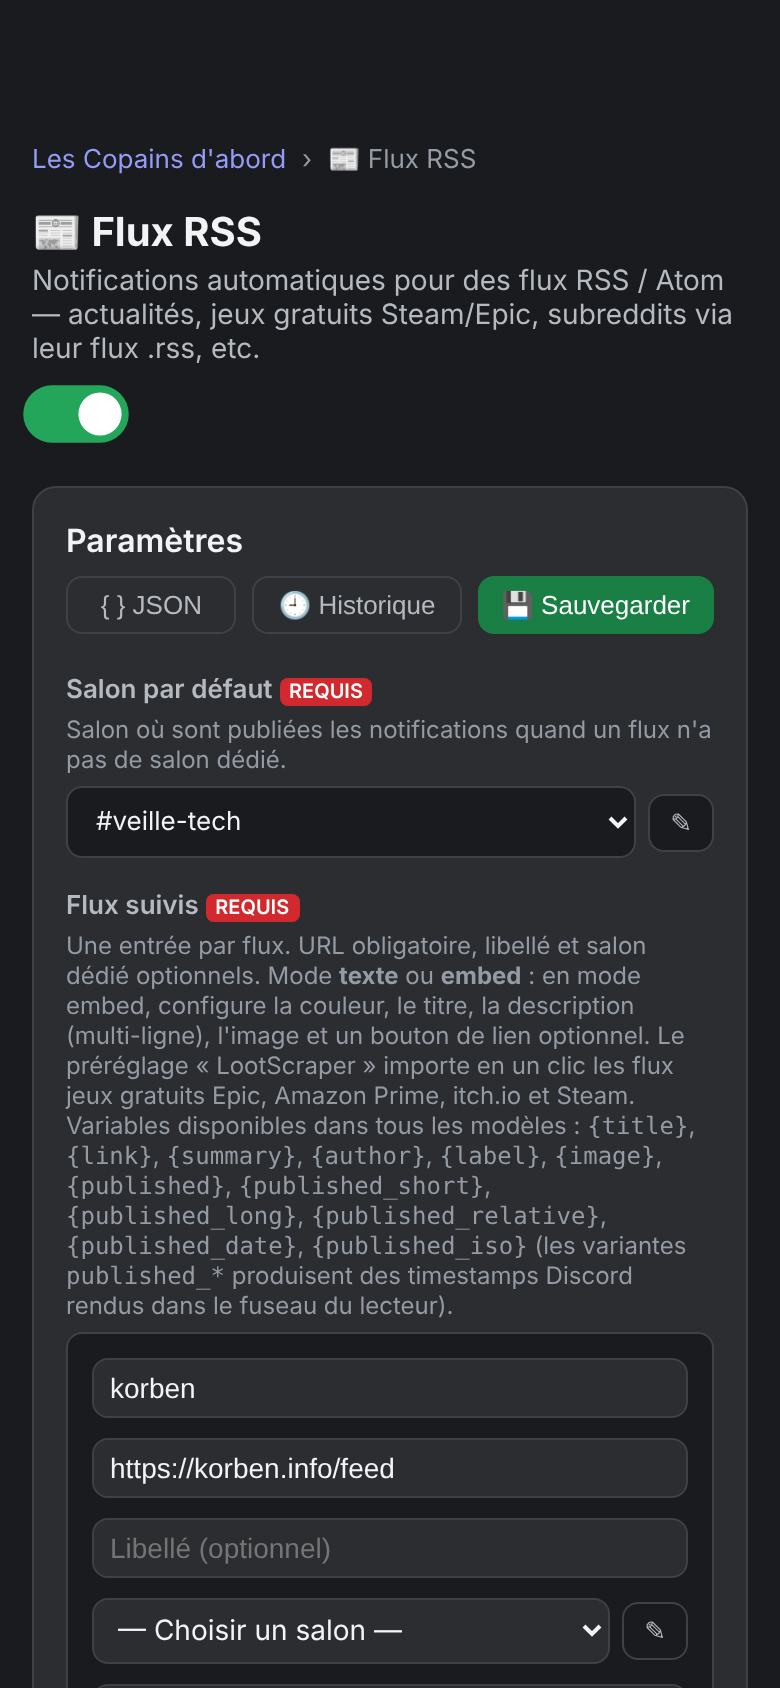 Les Copains d'abord › 📰 Flux RSS
📰 Flux RSS
Notifications automatiques pour des flux RSS / Atom
— actualités, jeux gratuits Steam/Epic, subreddits via
leur flux .rss, etc.
Paramètres
{ } JSON
🕘 Historique
💾 Sauvegarder
Salon par défaut REQUIS
Salon où sont publiées les notifications quand un flux n'a
pas de salon dédié.
#veille-tech
✎
Flux suivis REQUIS
Une entrée par flux. URL obligatoire, libellé et salon
dédié optionnels. Mode texte ou embed : en mode
embed, configure la couleur, le titre, la description
(multi-ligne), l'image et un bouton de lien optionnel. Le
préréglage « LootScraper » importe en un clic les flux
jeux gratuits Epic, Amazon Prime, itch.io et Steam.
Variables disponibles dans tous les modèles : {title},
{link}, {summary}, {author}, {label}, {image},
{published}, {published_short},
{published_long}, {published_relative},
{published_date}, {published_iso} (les variantes
published_* produisent des timestamps Discord
rendus dans le fuseau du lecteur).
korben
https://korben.info/feed
Libellé (optionnel)
— Choisir un salon —
✎